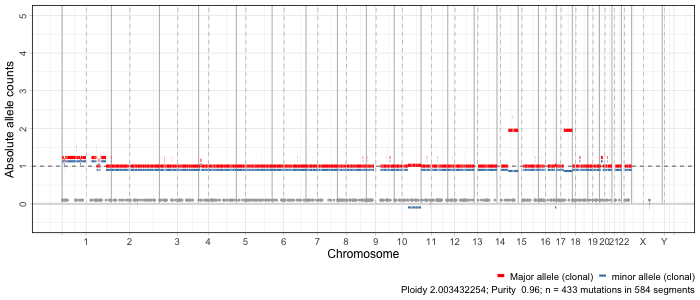 Absolute allele counts
5
4
3
2
1
0
1 2 3 4 5 6 7 8 9 10 11 12 13 14 15 16 17 18 19 20 21 22 X Y
Chromosome
Major allele (clonal) minor allele (clonal)
Ploidy 2.003432254; Purity 0.96; n = 433 mutations in 584 segments